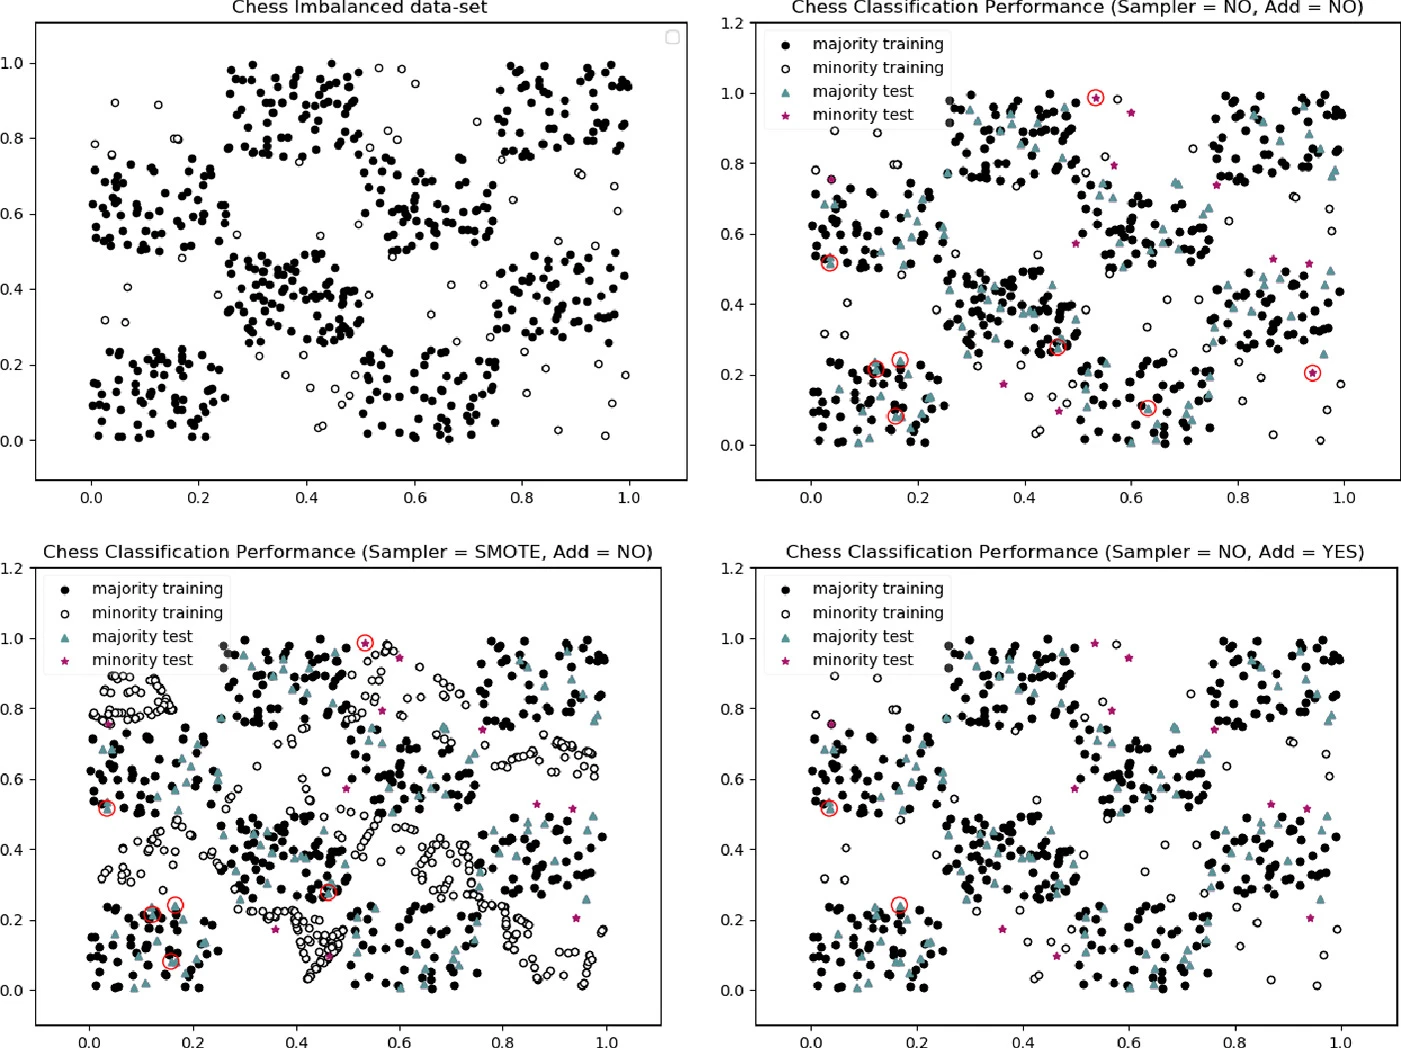 Chess Imbalanced data-set
1.0
0.8
0.6
0.4
0.2
0.0
0.0 0.2 0.4 0.6 0.8 1.0
Chess Classification Performance (Sampler = NO, Add = NO)
majority training
minority training
majority test
minority test
1.2
1.0
0.8
0.6
0.4
0.2
0.0
0.0 0.2 0.4 0.6 0.8 1.0
Chess Classification Performance (Sampler = SMOTE, Add = NO)
majority training
minority training
majority test
minority test
1.2
1.0
0.8
0.6
0.4
0.2
0.0
0.0 0.2 0.4 0.6 0.8 1.0
Chess Classification Performance (Sampler = NO, Add = YES)
majority training
minority training
majority test
minority test
1.2
1.0
0.8
0.6
0.4
0.2
0.0
0.0 0.2 0.4 0.6 0.8 1.0